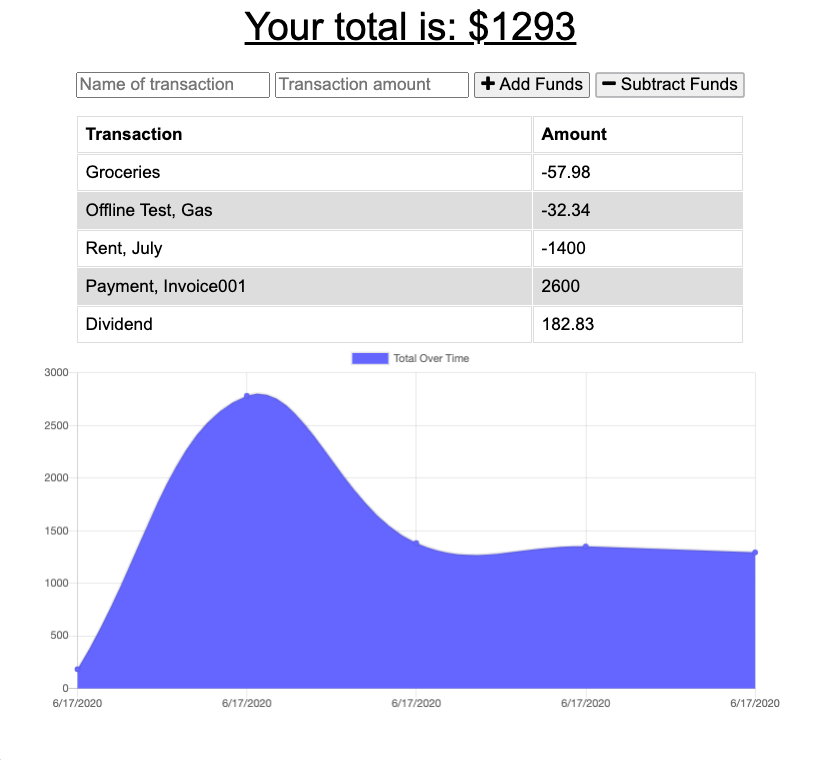 Your total is: $1293
Name of transaction Transaction amount + Add Funds − Subtract Funds
Transaction Amount
Groceries -57.98
Offline Test, Gas -32.34
Rent, July -1400
Payment, Invoice001 2600
Dividend 182.83
Total Over Time
3000
2500
2000
1500
1000
500
0
6/17/2020 6/17/2020 6/17/2020 6/17/2020 6/17/2020